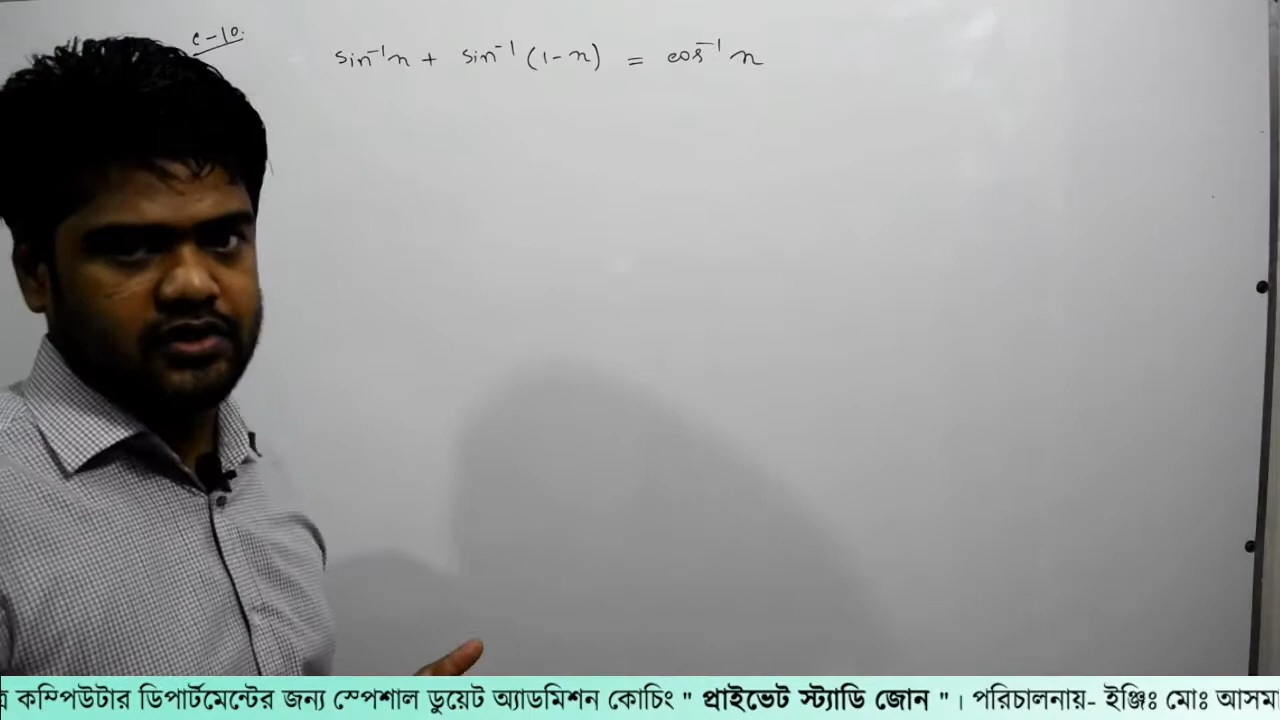 c-10.
sin⁻¹x + sin⁻¹(1-x) = cos⁻¹x
কম্পিউটার ডিপার্টমেন্টের জন্য স্পেশাল ডুয়েট অ্যাডমিশন কোচিং " প্রাইভেট স্ট্যাডি জোন " । পরিচালনায়- ইঞ্জিঃ মোঃ